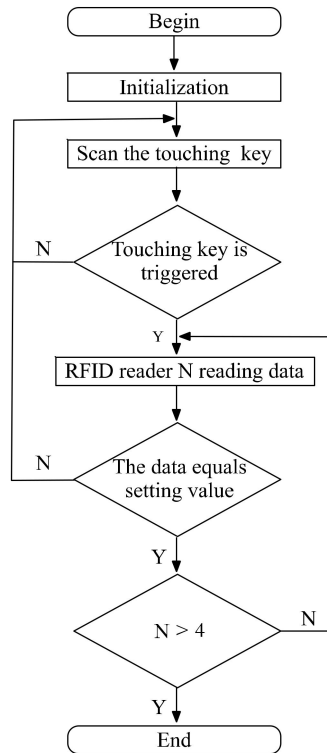 Begin
Initialization
Scan the touching key
N
Touching key is
triggered
Y
RFID reader N reading data
N
The data equals
setting value
Y
N > 4
N
Y
End